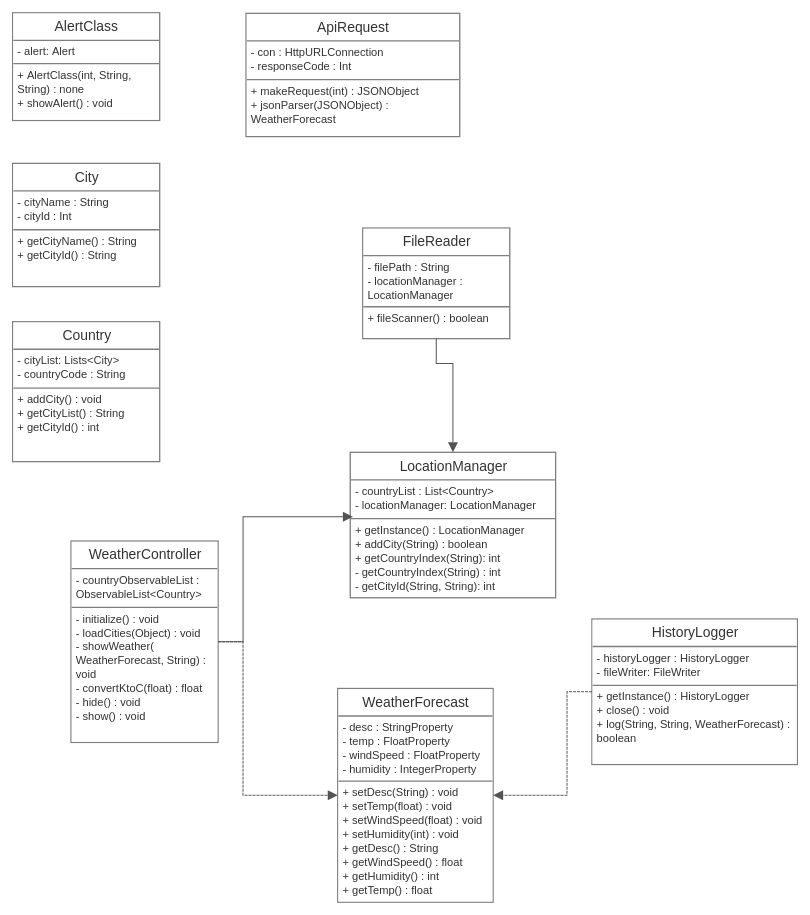 AlertClass
- alert: Alert
+ AlertClass(int, String,
String) : none
+ showAlert() : void
ApiRequest
- con : HttpURLConnection
- responseCode : Int
+ makeRequest(int) : JSONObject
+ jsonParser(JSONObject) :
WeatherForecast
City
- cityName : String
- cityId : Int
+ getCityName() : String
+ getCityId() : String
FileReader
- filePath : String
- locationManager :
LocationManager
+ fileScanner() : boolean
Country
- cityList: Lists<City>
- countryCode : String
+ addCity() : void
+ getCityList() : String
+ getCityId() : int
LocationManager
- countryList : List<Country>
- locationManager: LocationManager
+ getInstance() : LocationManager
+ addCity(String) : boolean
+ getCountryIndex(String): int
- getCountryIndex(String) : int
- getCityId(String, String): int
WeatherController
- countryObservableList :
ObservableList<Country>
- initialize() : void
- loadCities(Object) : void
- showWeather(
WeatherForecast, String) :
void
- convertKtoC(float) : float
- hide() : void
- show() : void
HistoryLogger
- historyLogger : HistoryLogger
- fileWriter: FileWriter
+ getInstance() : HistoryLogger
+ close() : void
+ log(String, String, WeatherForecast) :
boolean
WeatherForecast
- desc : StringProperty
- temp : FloatProperty
- windSpeed : FloatProperty
- humidity : IntegerProperty
+ setDesc(String) : void
+ setTemp(float) : void
+ setWindSpeed(float) : void
+ setHumidity(int) : void
+ getDesc() : String
+ getWindSpeed() : float
+ getHumidity() : int
+ getTemp() : float